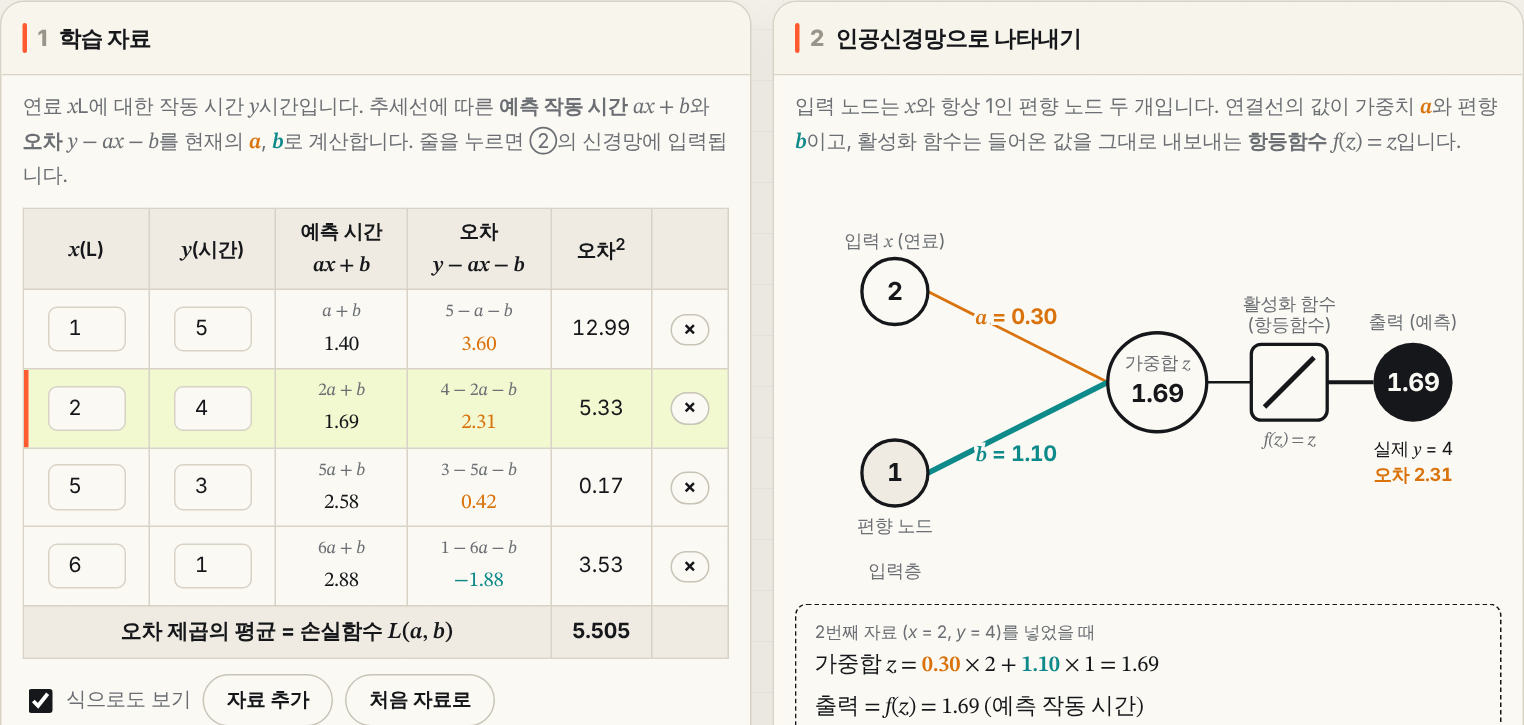 1 학습 자료
연료 xL에 대한 작동 시간 y시간입니다. 추세선에 따른 예측 작동 시간 ax + b와
오차 y − ax − b를 현재의 a, b로 계산합니다. 줄을 누르면 ②의 신경망에 입력됩
니다.
x(L) y(시간) 예측 시간 ax + b 오차 y − ax − b 오차²
a + b 5 − a − b
1 5 1.40 3.60 12.99 ×
2a + b 4 − 2a − b
2 4 1.69 2.31 5.33 ×
5a + b 3 − 5a − b
5 3 2.58 0.42 0.17 ×
6a + b 1 − 6a − b
6 1 2.88 −1.88 3.53 ×
오차 제곱의 평균 = 손실함수 L(a, b) 5.505
식으로도 보기 자료 추가 처음 자료로
2 인공신경망으로 나타내기
입력 노드는 x와 항상 1인 편향 노드 두 개입니다. 연결선의 값이 가중치 a와 편향
b이고, 활성화 함수는 들어온 값을 그대로 내보내는 항등함수 f(z) = z입니다.
입력 x (연료)
2
a = 0.30
활성화 함수
(항등함수)
출력 (예측)
가중합 z
1.69
1.69
f(z) = z
b = 1.10
실제 y = 4
오차 2.31
1
편향 노드
입력층
2번째 자료 (x = 2, y = 4)를 넣었을 때
가중합 z = 0.30 × 2 + 1.10 × 1 = 1.69
출력 = f(z) = 1.69 (예측 작동 시간)